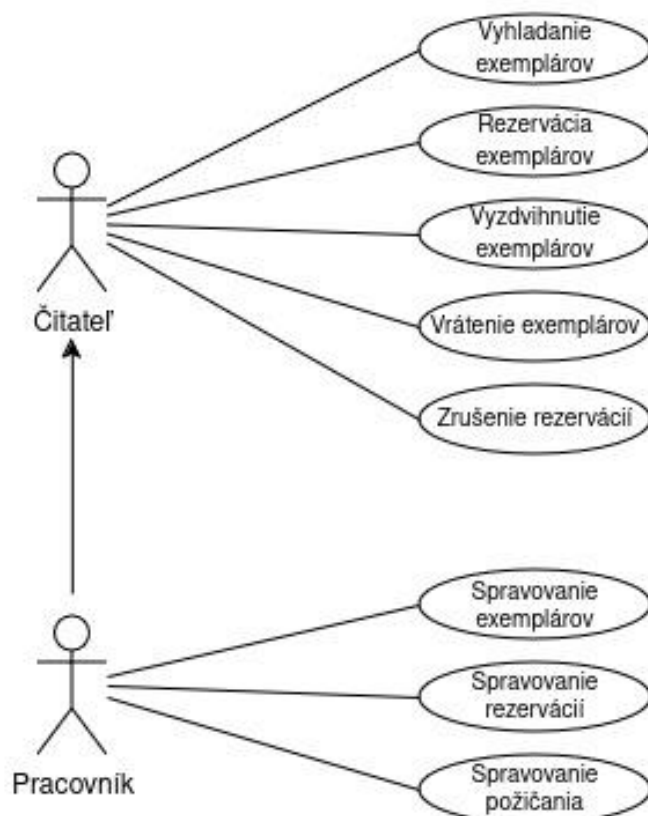 Vyhladanie
exemplárov
Rezervácia
exemplárov
Vyzdvihnutie
exemplárov
Čitateľ
Vrátenie exemplárov
Zrušenie rezervácií
Spravovanie
exemplárov
Spravovanie
rezervácií
Pracovník
Spravovanie
požičania